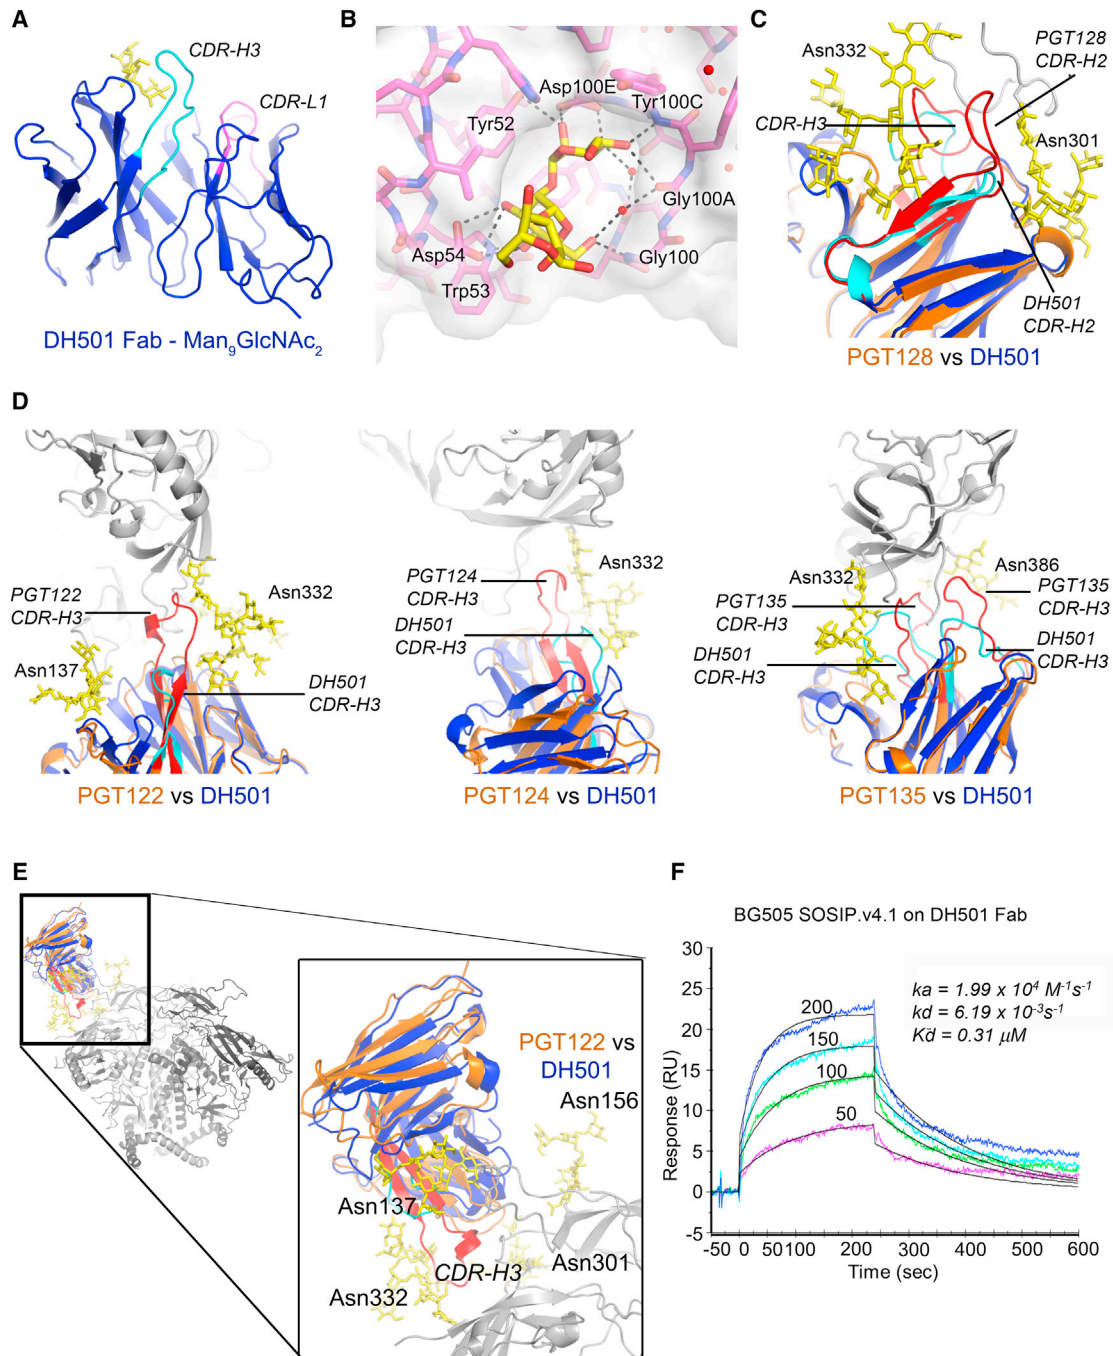 A
CDR-H3
CDR-L1
DH501 Fab - Man9GlcNAc2
B
Asp100E
Tyr100C
Tyr52
Gly100A
Asp54
Gly100
Trp53
C
Asn332
PGT128
CDR-H2
CDR-H3
Asn301
DH501
CDR-H2
PGT128 vs DH501
D
PGT122
CDR-H3
Asn332
Asn137
DH501
CDR-H3
PGT122 vs DH501
Asn332
PGT124
CDR-H3
DH501
CDR-H3
PGT124 vs DH501
Asn332
Asn386
PGT135
CDR-H3
PGT135
CDR-H3
DH501
CDR-H3
DH501
CDR-H3
PGT135 vs DH501
E
PGT122 vs
DH501
Asn156
Asn137
CDR-H3
Asn301
Asn332
F
BG505 SOSIP.v4.1 on DH501 Fab
ka = 1.99 x 10⁴ M⁻¹s⁻¹
kd = 6.19 x 10⁻³s⁻¹
Kd = 0.31 µM
200
150
100
50
Response (RU)
30
25
20
15
10
5
0
-5
-50 0 50 100 200 300 400 500 600
Time (sec)